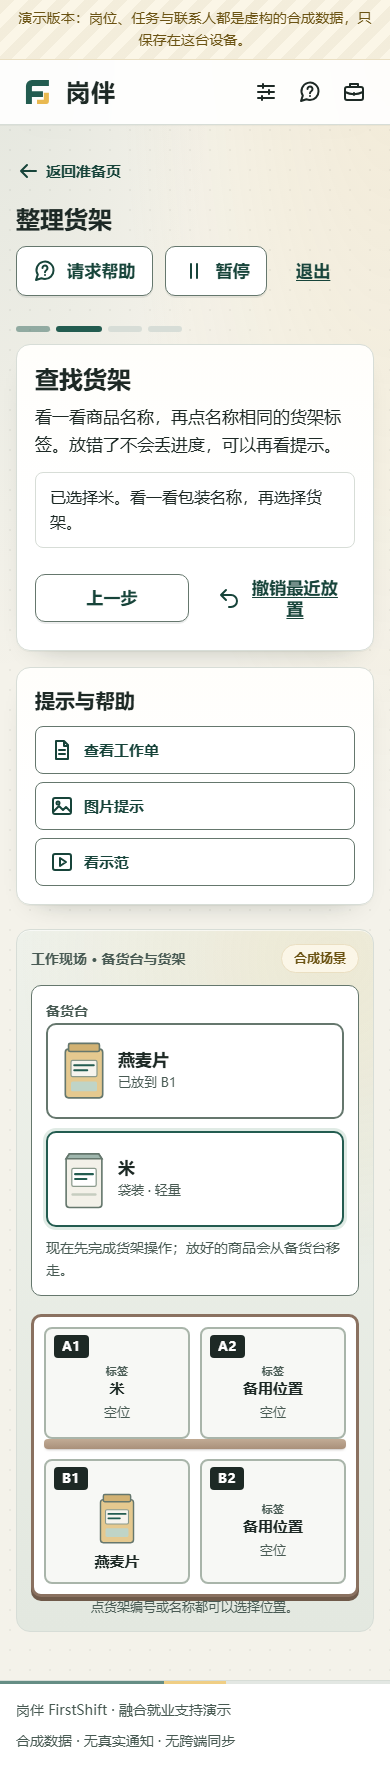 演示版本：岗位、任务与联系人都是虚构的合成数据，只
保存在这台设备。
岗伴
返回准备页
整理货架
请求帮助
暂停
退出
查找货架
看一看商品名称，再点名称相同的货架标
签。放错了不会丢进度，可以再看提示。
已选择米。看一看包装名称，再选择货
架。
上一步
撤销最近放
置
提示与帮助
查看工作单
图片提示
看示范
工作现场 • 备货台与货架
合成场景
备货台
燕麦片
已放到 B1
米
袋装 · 轻量
现在先完成货架操作；放好的商品会从备货台移
走。
A1
标签
米
空位
A2
标签
备用位置
空位
B1
燕麦片
B2
标签
备用位置
空位
点货架编号或名称都可以选择位置。
岗伴 FirstShift · 融合就业支持演示
合成数据 · 无真实通知 · 无跨端同步